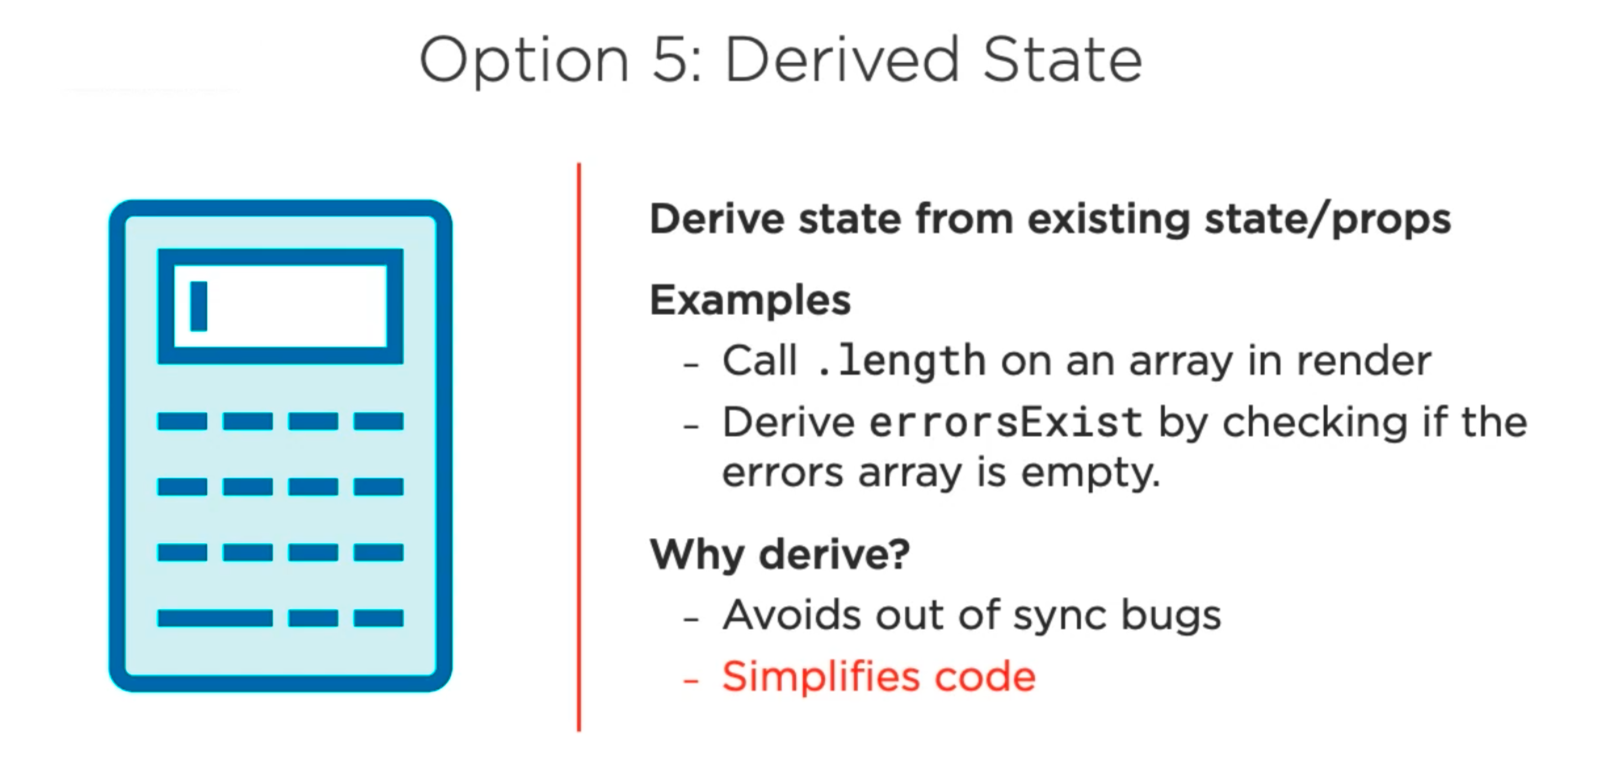 Option 5: Derived State
Derive state from existing state/props
Examples
- Call .length on an array in render
- Derive errorsExist by checking if the
errors array is empty.
Why derive?
- Avoids out of sync bugs
- Simplifies code